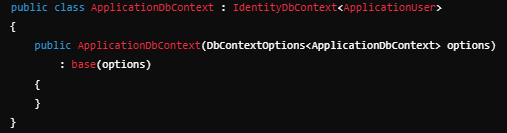 public class ApplicationDbContext : IdentityDbContext<ApplicationUser>
{
    public ApplicationDbContext(DbContextOptions<ApplicationDbContext> options)
        : base(options)
    {
    }
}